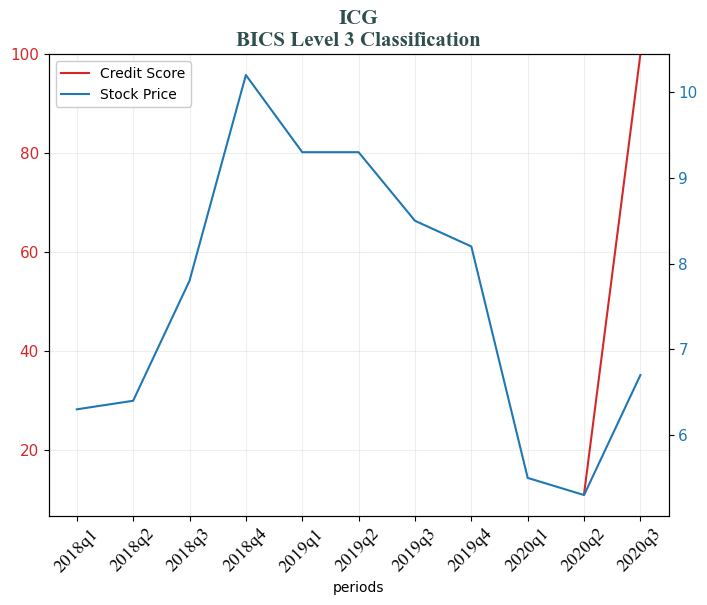 ICG
BICS Level 3 Classification
Credit Score
Stock Price
100
80
60
40
20
10
9
8
7
6
2018q1
2018q2
2018q3
2018q4
2019q1
2019q2
2019q3
2019q4
2020q1
2020q2
2020q3
periods